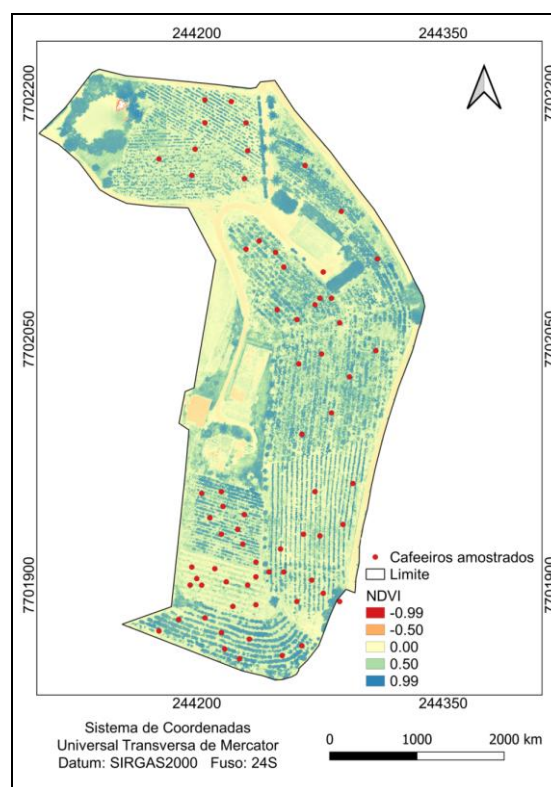 244200
244350
7702200
7702200
7702050
7702050
7701900
7701900
Cafeeiros amostrados
Limite
NDVI
-0.99
-0.50
0.00
0.50
0.99
244200
244350
Sistema de Coordenadas
Universal Transversa de Mercator
Datum: SIRGAS2000 Fuso: 24S
0
1000
2000 km